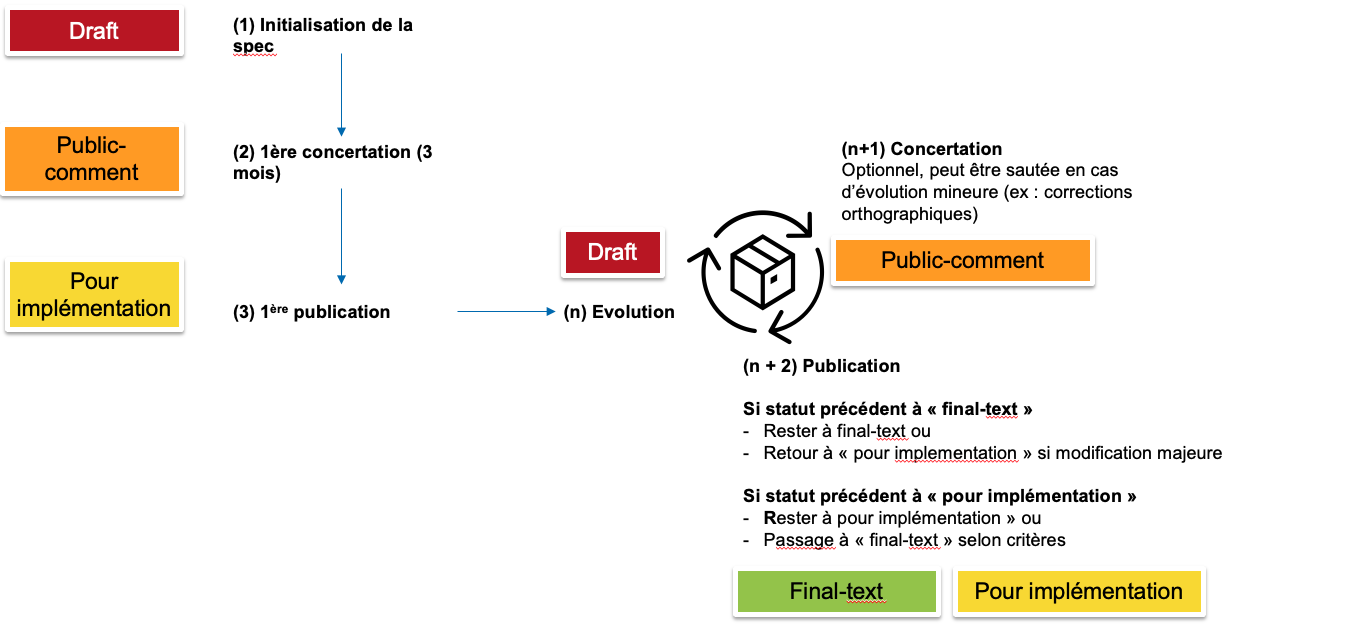 Draft
(1) Initialisation de la
spec
Public-
comment
(2) 1ère concertation (3
mois)
Pour
implémentation
(3) 1ère publication
Draft
(n) Evolution
(n+1) Concertation
Optionnel, peut être sautée en cas
d’évolution mineure (ex : corrections
orthographiques)
Public-comment
(n + 2) Publication
Si statut précédent à « final-text »
- Rester à final-text ou
- Retour à « pour implementation » si modification majeure
Si statut précédent à « pour implémentation »
- Rester à pour implémentation » ou
- Passage à « final-text » selon critères
Final-text
Pour implémentation